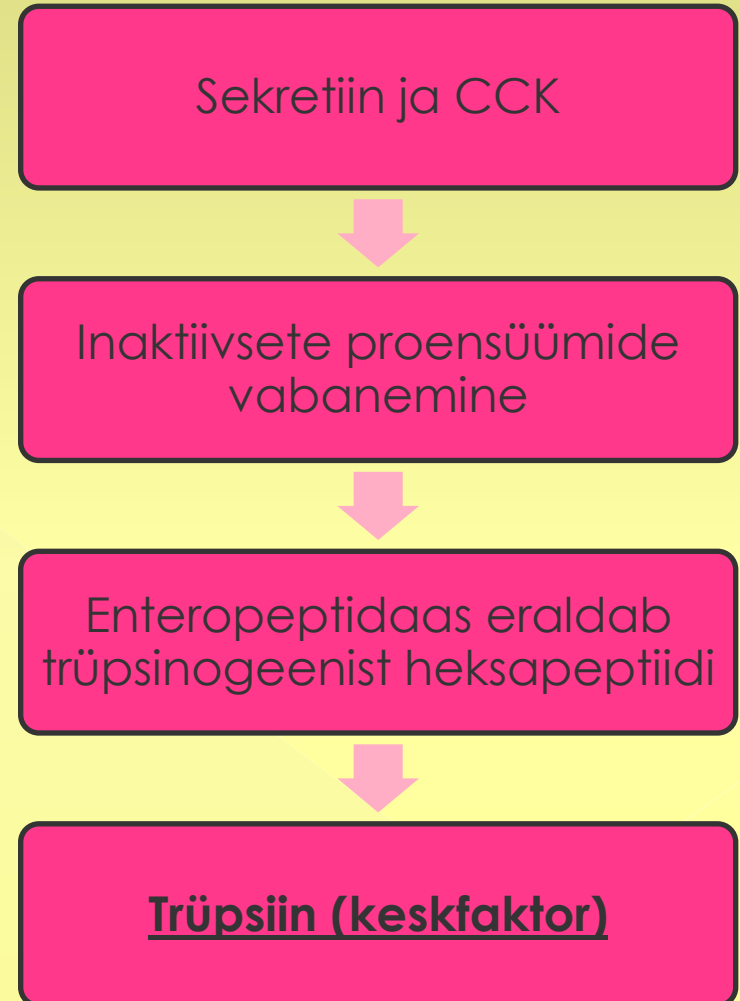 Sekretiin ja CCK
Inaktiivsete proensüümide
vabanemine
Enteropeptidaas eraldab
trüpsinogeenist heksapeptiidi
Trüpsiin (keskfaktor)